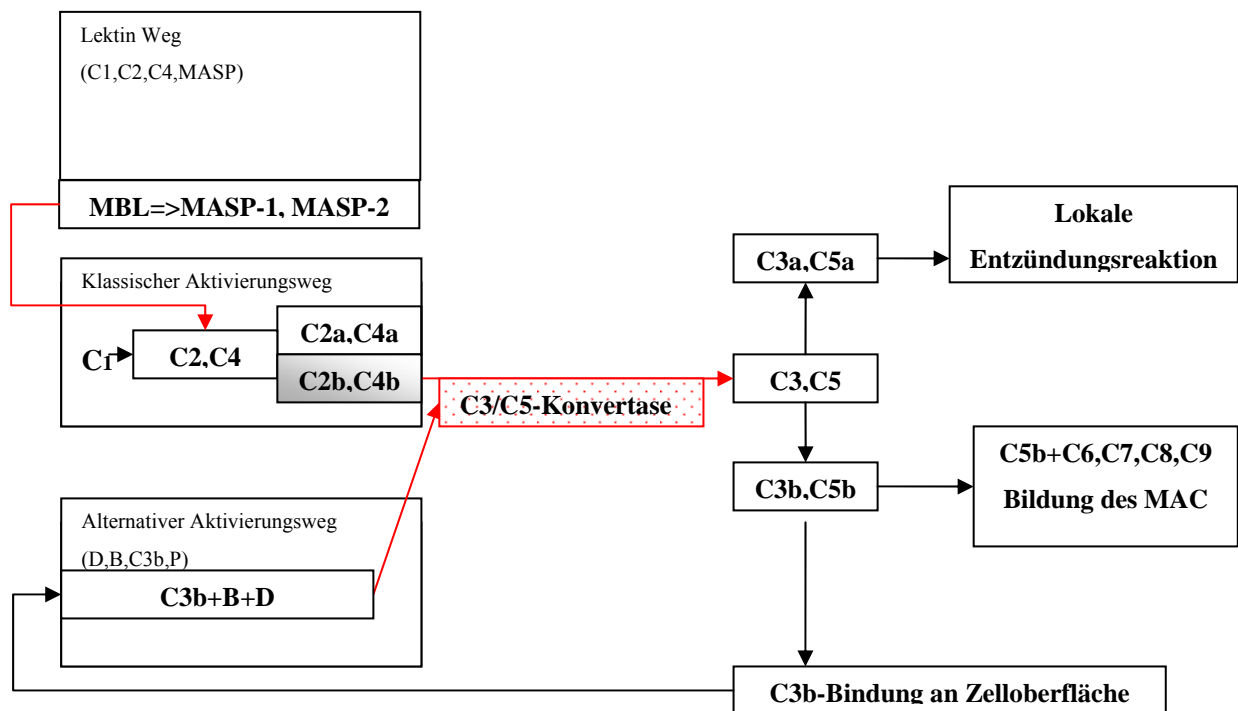 Lektin Weg
(C1,C2,C4,MASP)
MBL=>MASP-1, MASP-2
Klassischer Aktivierungsweg
C1
C2,C4
C2a,C4a
C2b,C4b
C3/C5-Konvertase
Alternativer Aktivierungsweg
(D,B,C3b,P)
C3b+B+D
C3a,C5a
Lokale
Entzündungsreaktion
C3,C5
C3b,C5b
C5b+C6,C7,C8,C9
Bildung des MAC
C3b-Bindung an Zelloberfläche